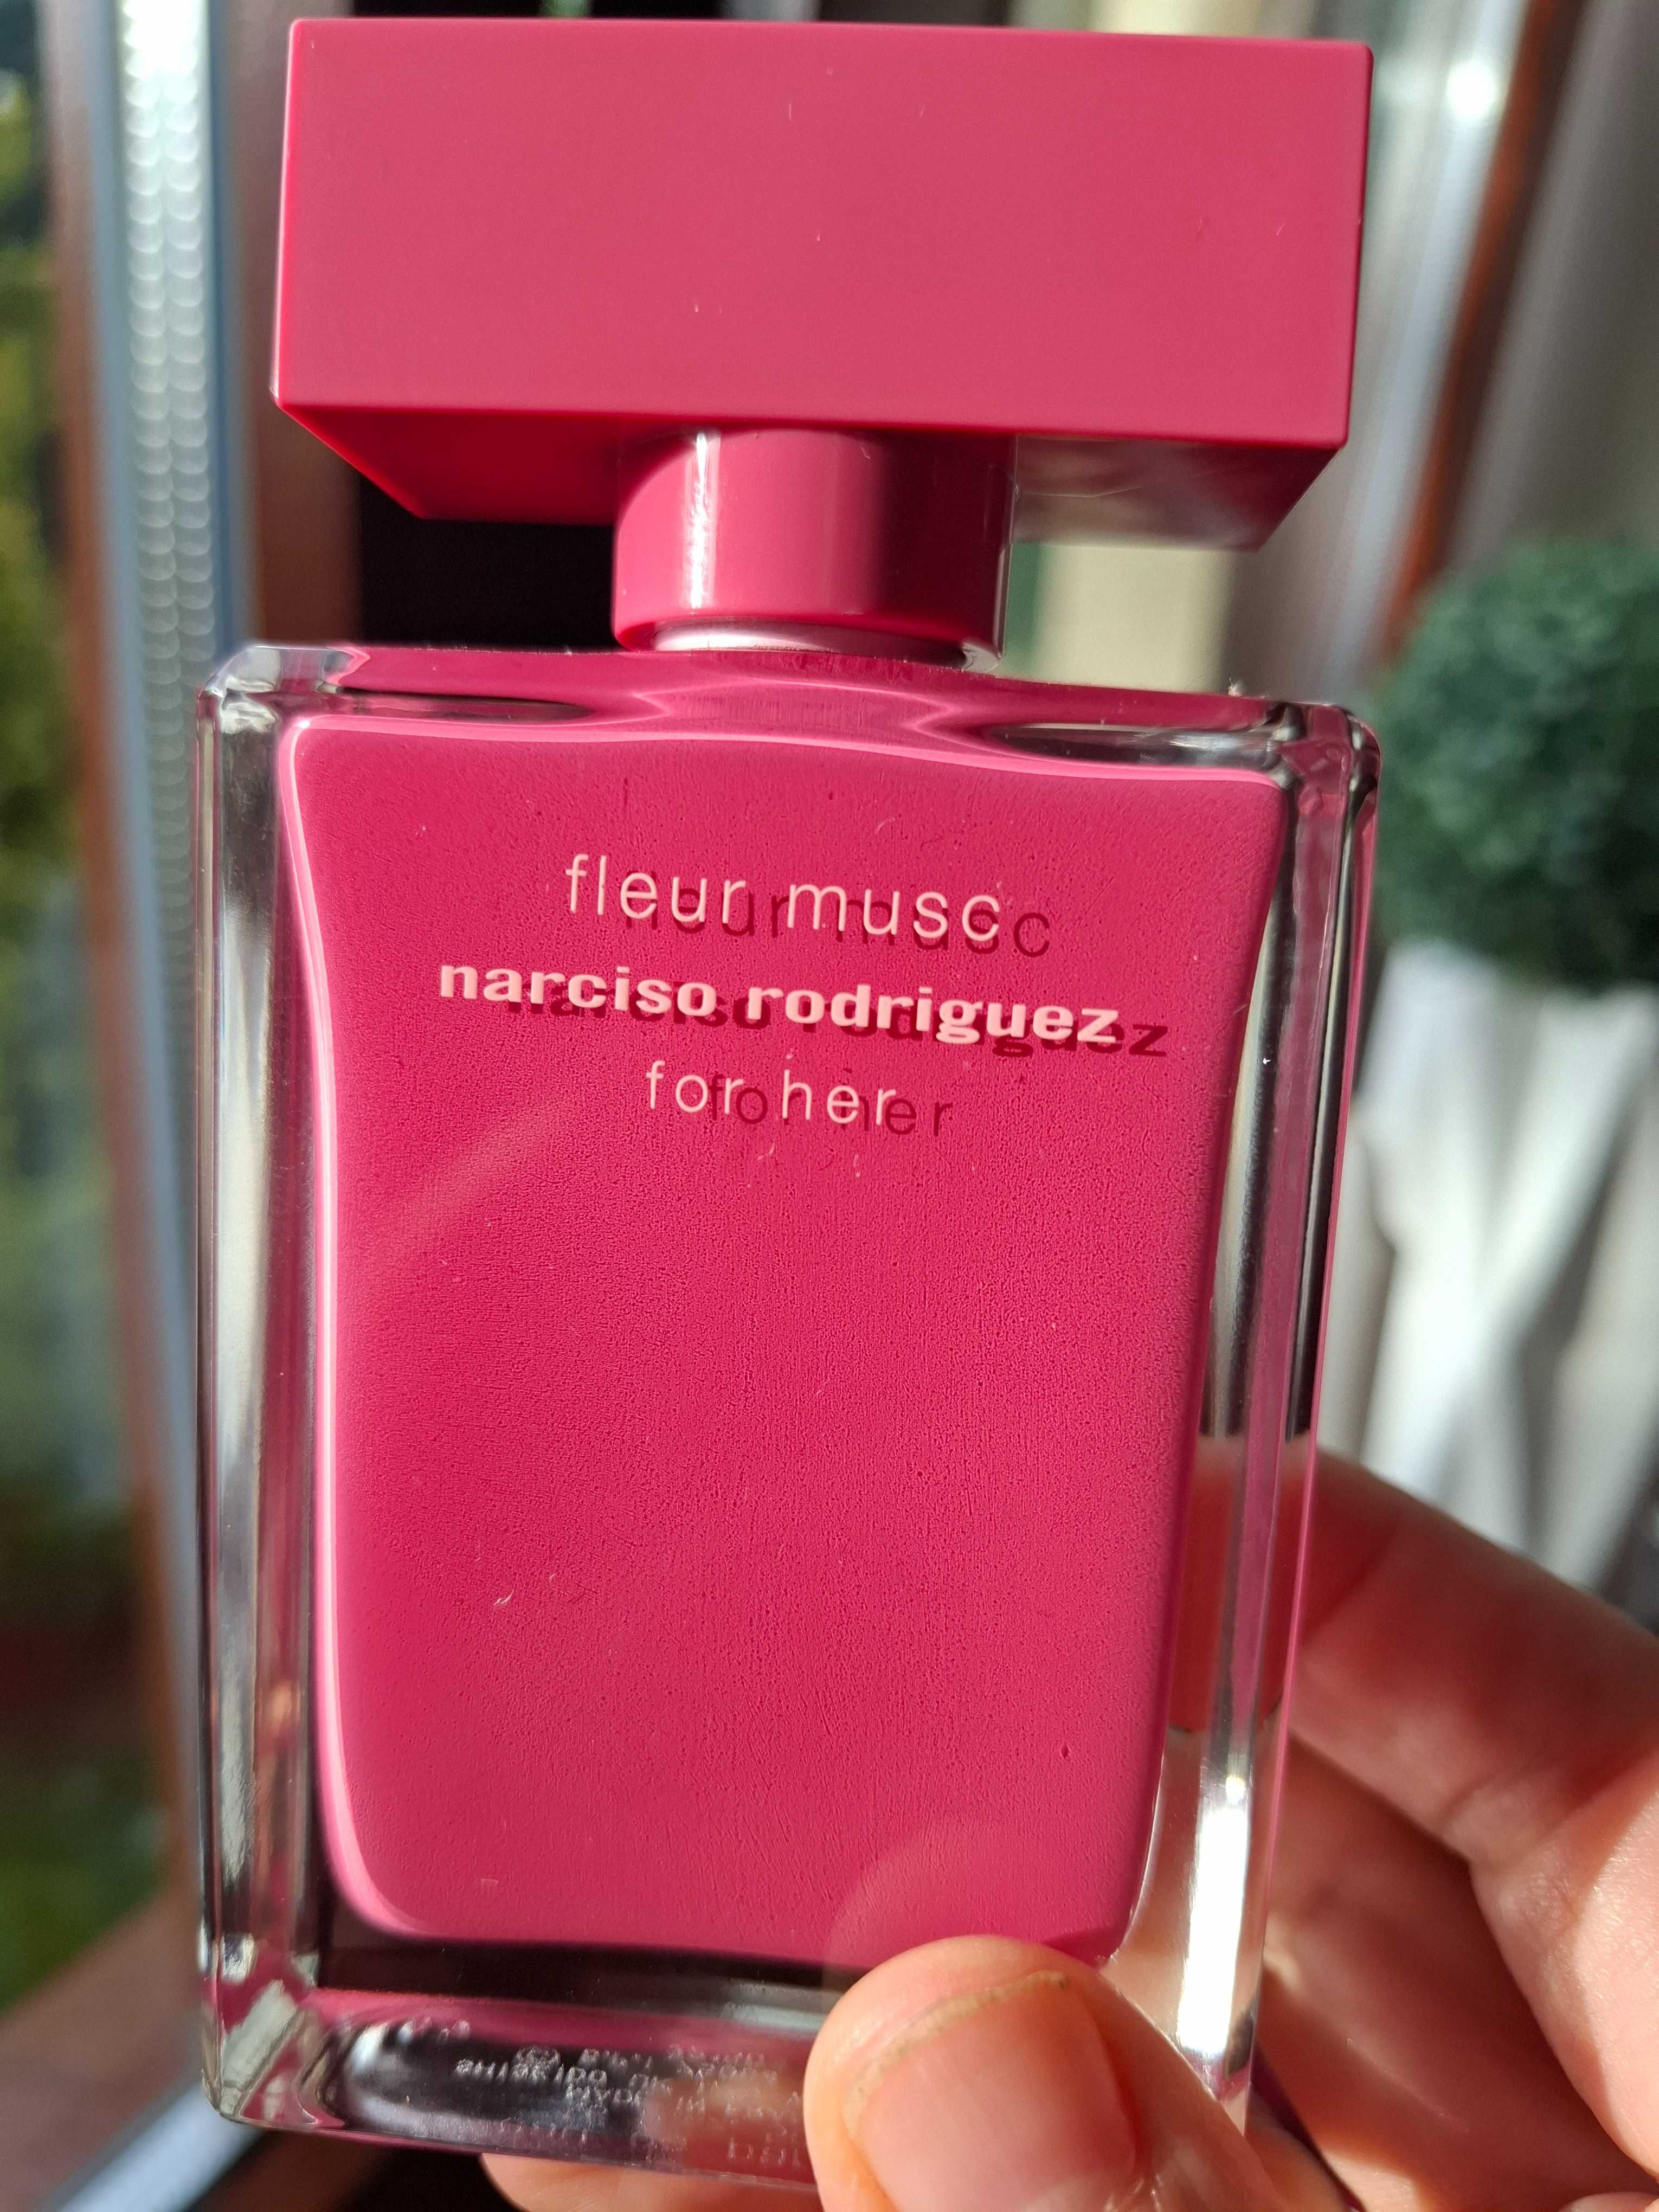 fleur musc
narciso rodriguez
for her